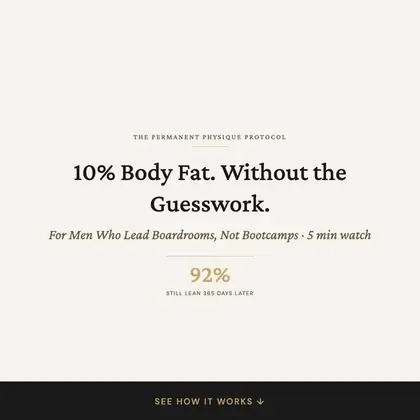 THE PERMANENT PHYSIQUE PROTOCOL
10% Body Fat. Without the
Guesswork.
For Men Who Lead Boardrooms, Not Bootcamps · 5 min watch
92%
STILL LEAN 365 DAYS LATER
SEE HOW IT WORKS ↓